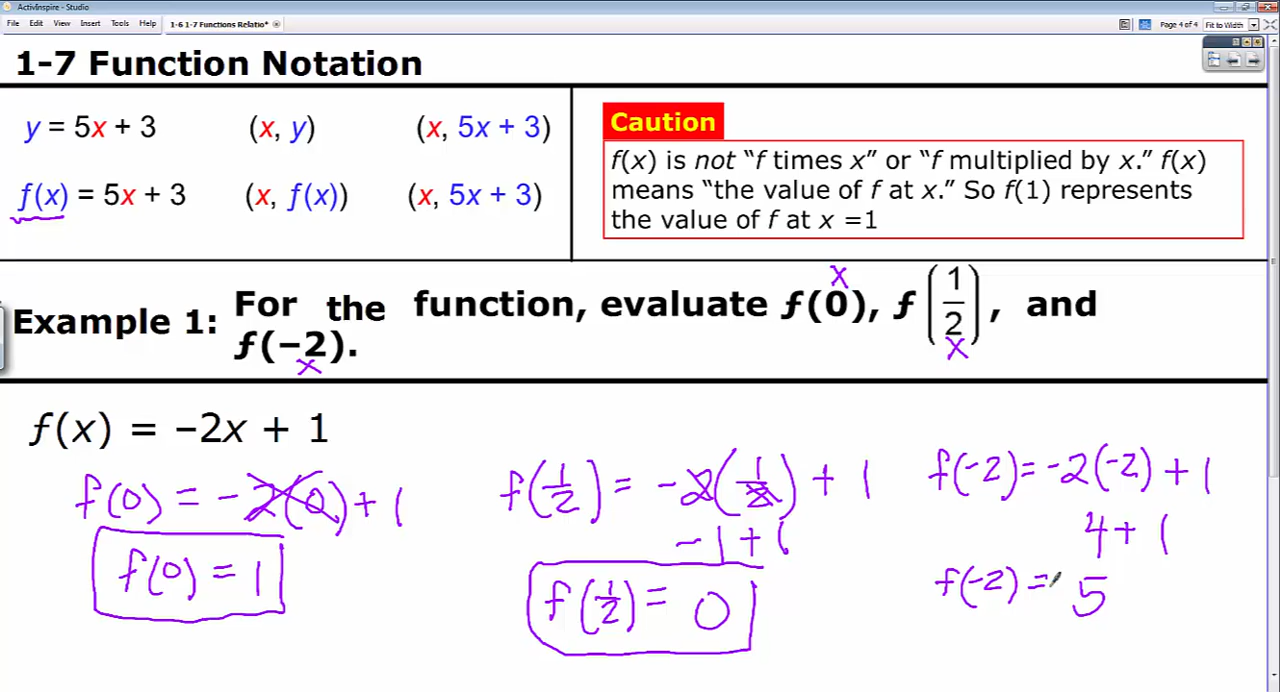 ActivInspire - Studio
File Edit View Insert Tools Help 1-6 1-7 Functions Relatio* Page 4 of 4 Fit to Width
1-7 Function Notation
y = 5x + 3 (x, y) (x, 5x + 3)
f(x) = 5x + 3 (x, f(x)) (x, 5x + 3)
Caution
f(x) is not “f times x” or “f multiplied by x.” f(x)
means “the value of f at x.” So f(1) represents
the value of f at x =1
x
Example 1: For the function, evaluate f(0), f(1/2), and
f(−2).
x x
f(x) = −2x + 1
f(0) = -2(0) + 1
f(0) = 1
f(1/2) = -2(1/2) + 1
-1 + 1
f(1/2) = 0
f(-2) = -2(-2) + 1
4 + 1
f(-2) = 5